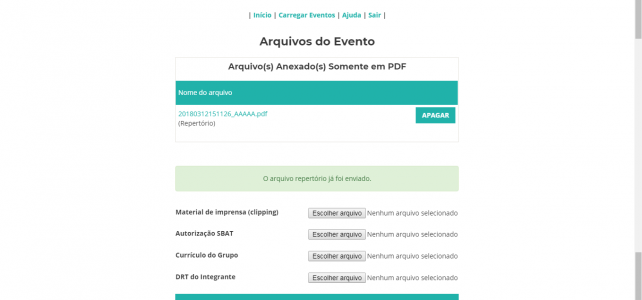 | Início | Carregar Eventos | Ajuda | Sair |
Arquivos do Evento
Arquivo(s) Anexado(s) Somente em PDF
Nome do arquivo
20180312151126_AAAAA.pdf
(Repertório)
APAGAR
O arquivo repertório já foi enviado.
Material de imprensa (clipping) Escolher arquivo Nenhum arquivo selecionado
Autorização SBAT Escolher arquivo Nenhum arquivo selecionado
Currículo do Grupo Escolher arquivo Nenhum arquivo selecionado
DRT do Integrante Escolher arquivo Nenhum arquivo selecionado